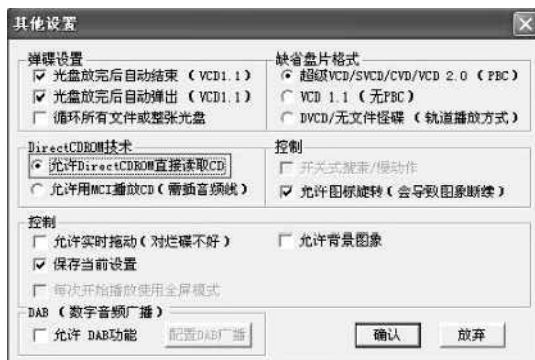 其他设置
弹碟设置
光盘放完后自动结束（VCD1.1）
光盘放完后自动弹出（VCD1.1）
循环所有文件或整张光盘
缺省盘片格式
超级VCD/SVCD/CVD/VCD 2.0（PBC）
VCD 1.1（无PBC）
DVCD/无文件怪碟（轨道播放方式）
DirectCDROM技术
允许DirectCDROM直接读取CD
允许用MCI播放CD（需插音频线）
控制
开关式搜索/慢动作
允许图标旋转（会导致图象断续）
控制
允许实时拖动（对烂碟不好）
允许背景图象
保存当前设置
每次开始播放使用全屏模式
DAB（数字音频广播）
允许 DAB功能
配置DAB广播
确认
放弃